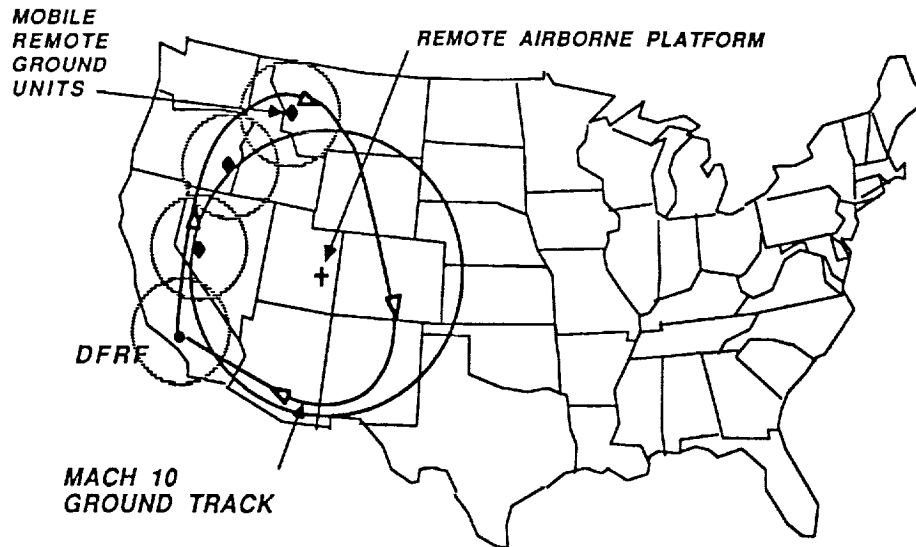 MOBILE
REMOTE
GROUND
UNITS
REMOTE AIRBORNE PLATFORM
DFRF
MACH 10
GROUND TRACK